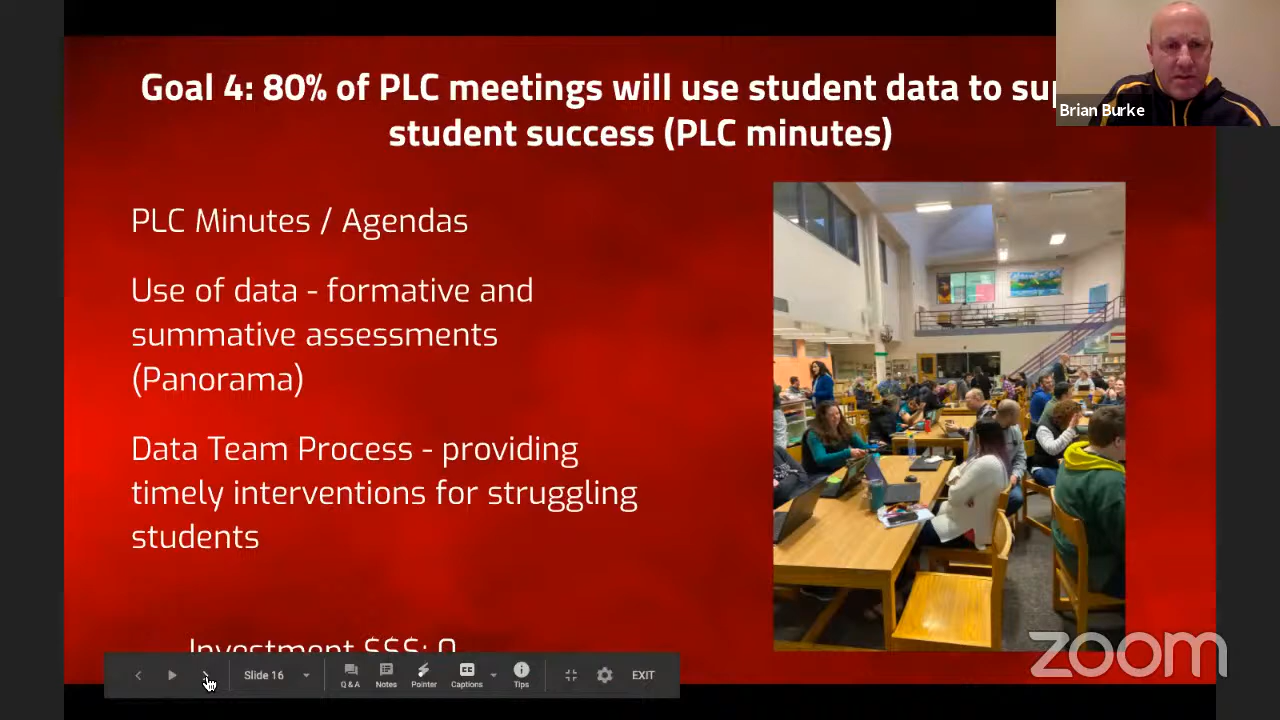 Goal 4: 80% of PLC meetings will use student data to
student success (PLC minutes)
Brian Burke
PLC Minutes / Agendas
Use of data - formative and
summative assessments
(Panorama)
Data Team Process - providing
timely interventions for struggling
students
Investment $$$: 0
Slide 16
Q & A
Notes
Pointer
Captions
Tips
EXIT
zoom